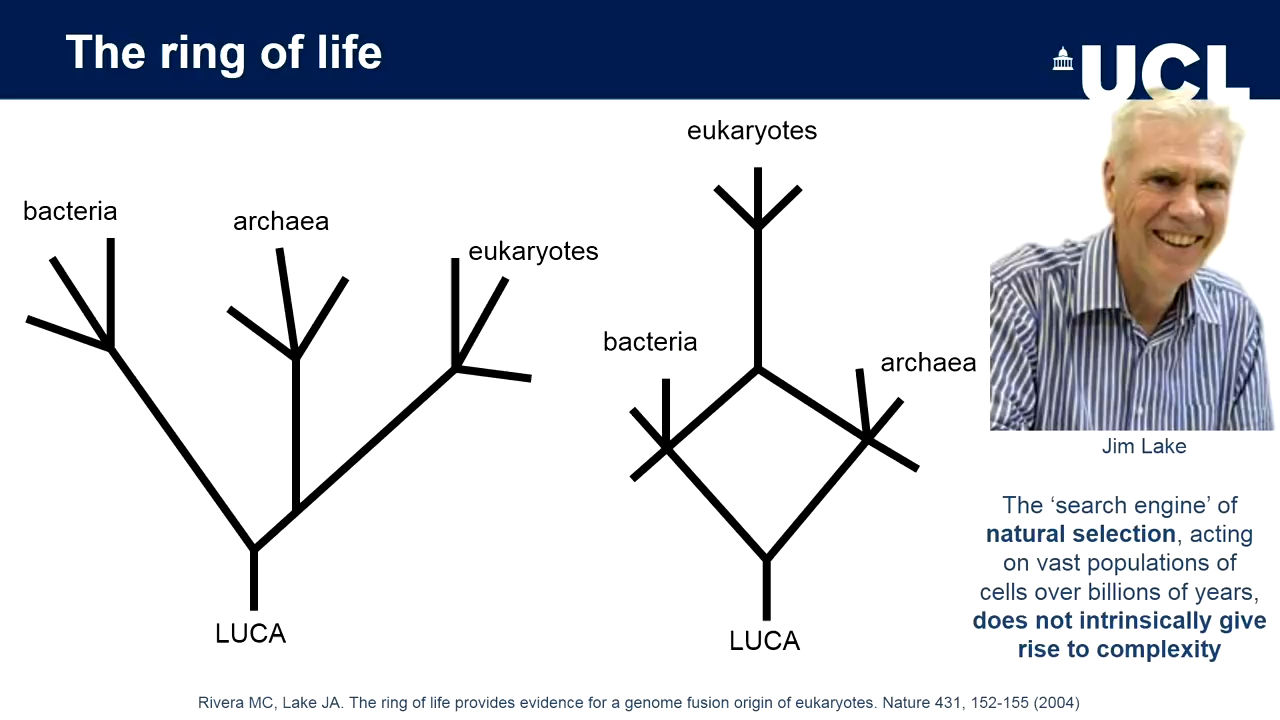 The ring of life
UCL
bacteria
archaea
eukaryotes
LUCA
eukaryotes
bacteria
archaea
LUCA
Jim Lake
The ‘search engine’ of
natural selection, acting
on vast populations of
cells over billions of years,
does not intrinsically give
rise to complexity
Rivera MC, Lake JA. The ring of life provides evidence for a genome fusion origin of eukaryotes. Nature 431, 152-155 (2004)